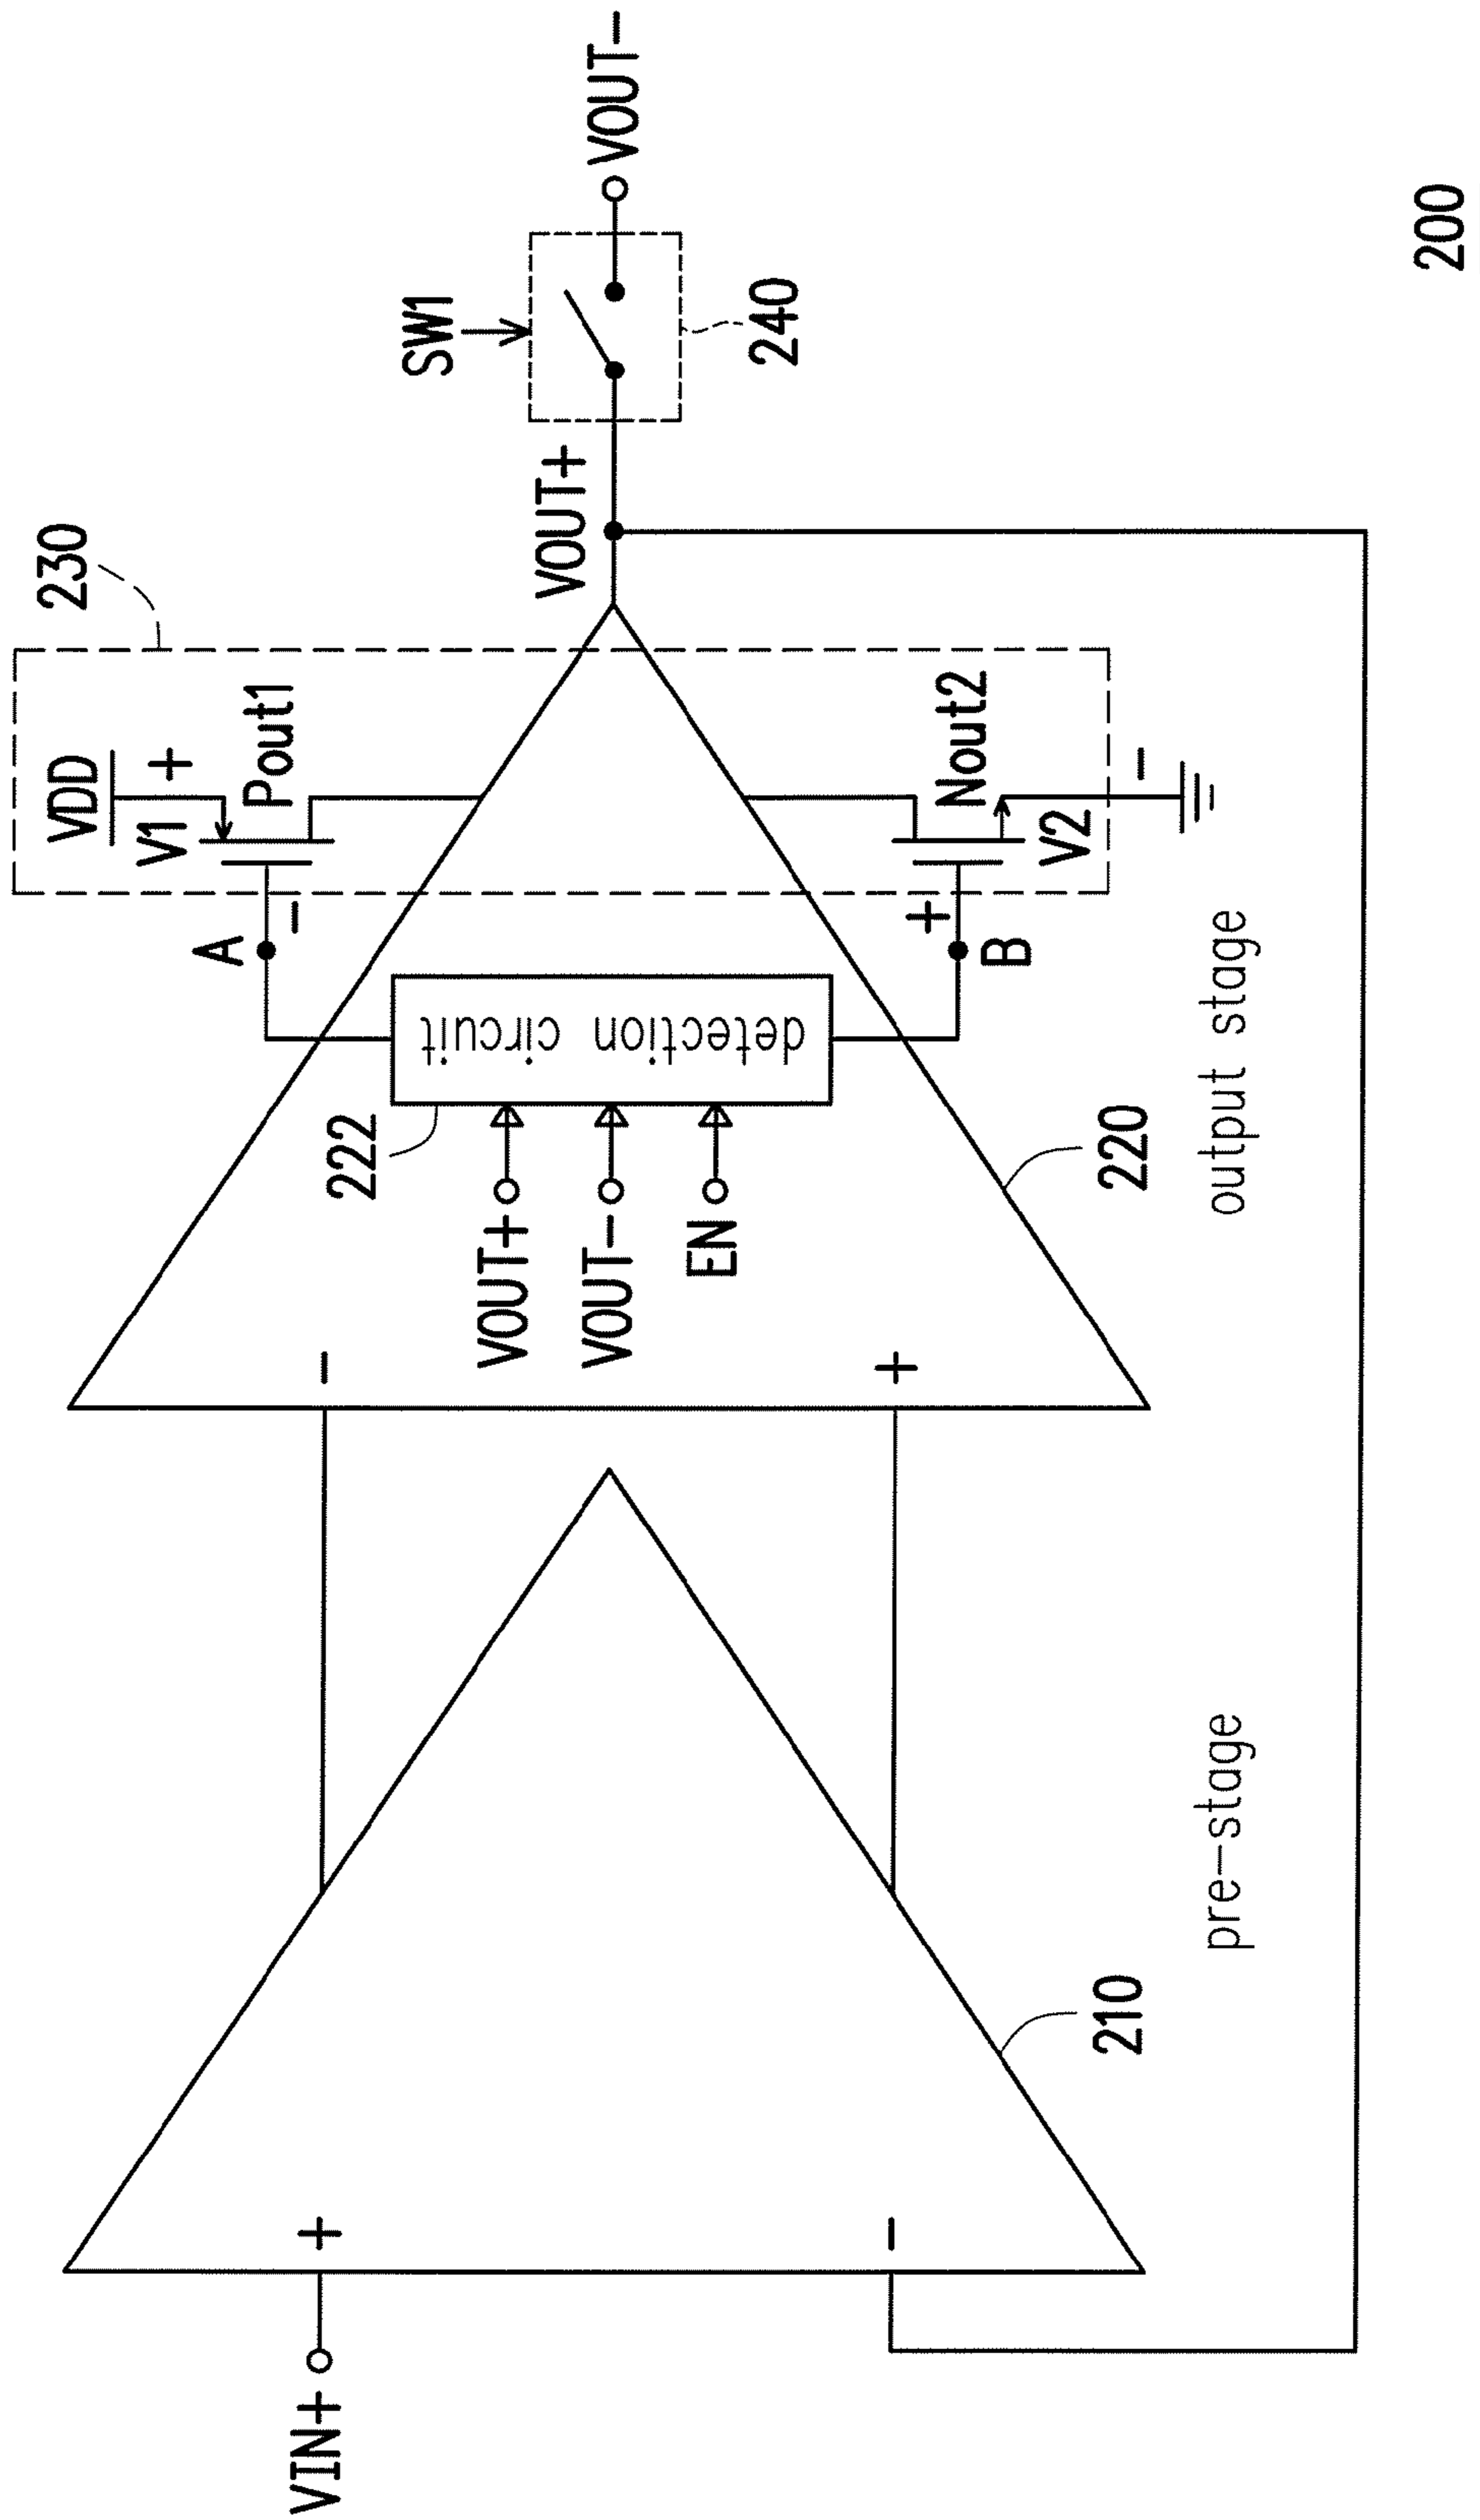 230
VDD
V1
+
Pout1
A
−
VOUT+
SW1
240
VOUT−
222
detection circuit
VOUT+
VOUT−
EN
−
+
+
B
Nout2
V2
−
220
output stage
VIN+
+
−
210
pre-stage
200